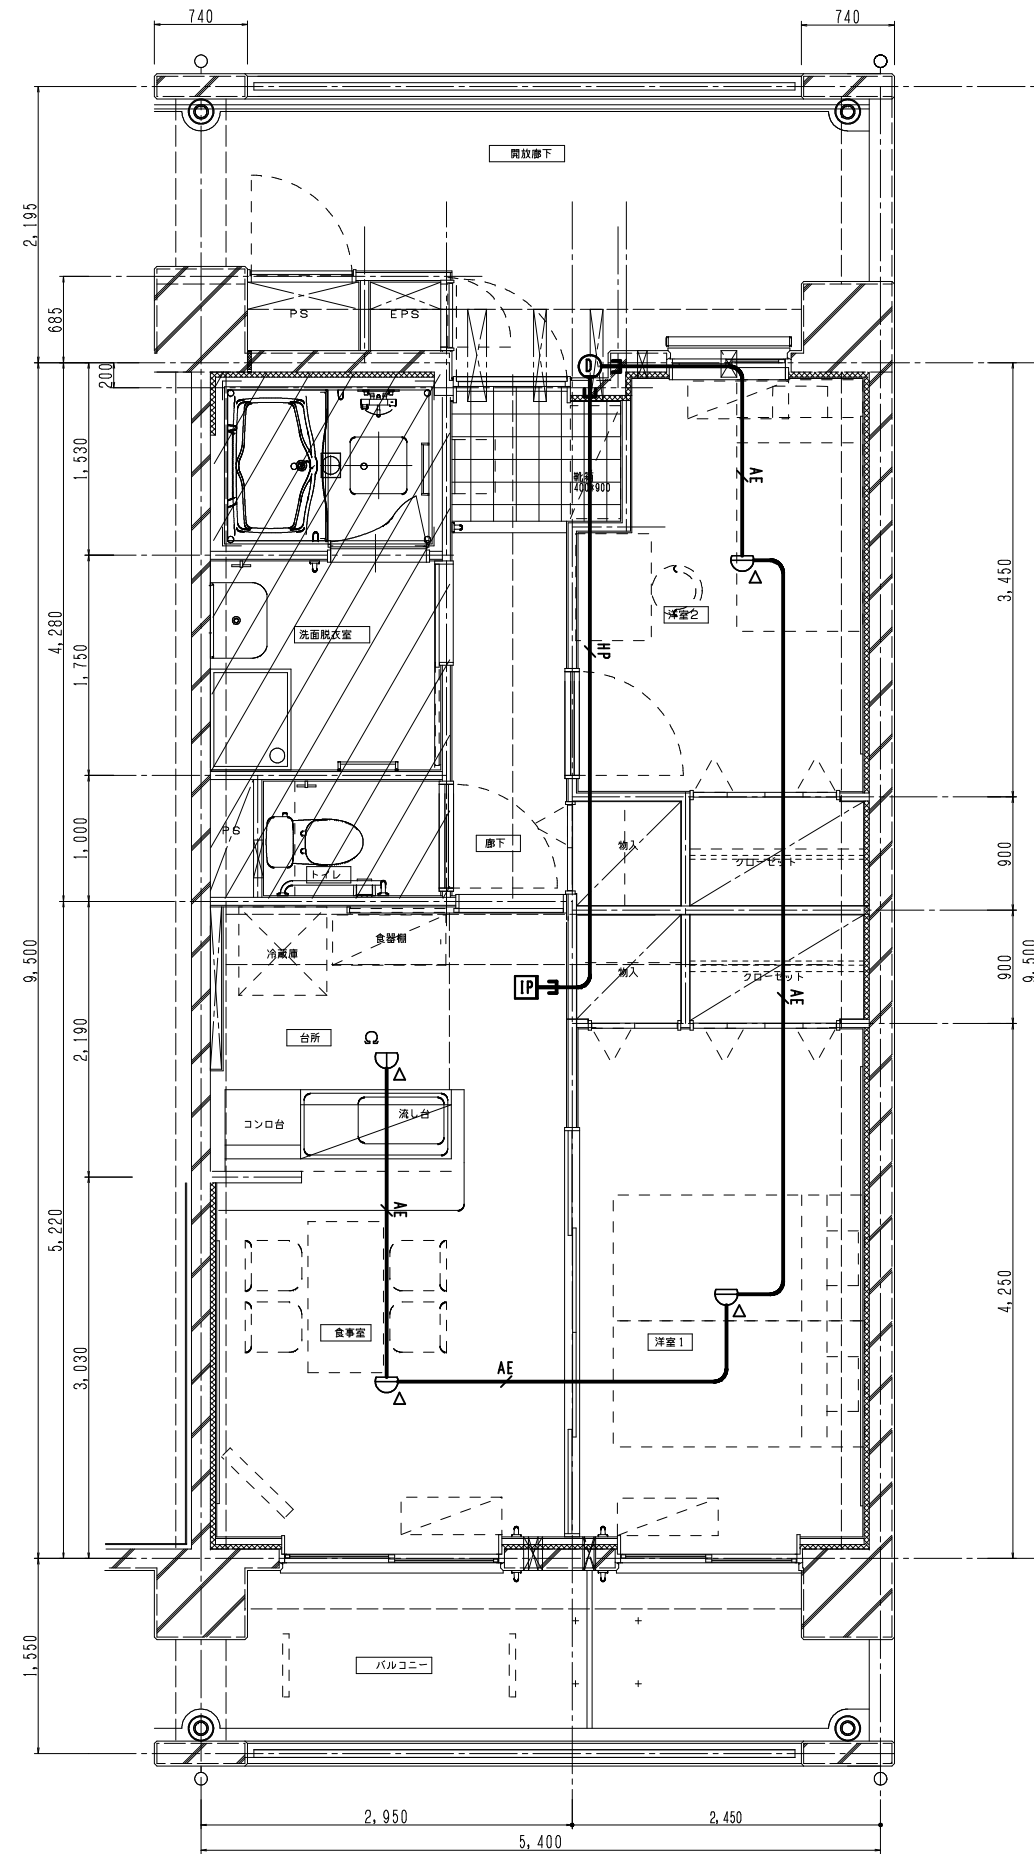 740
740
開放廊下
2,195
685
PS
EPS
200
D
1,530
AE
靴箱
400*900
3,450
4,280
洋室2
洗面脱衣室
HP
1,750
PS
1,000
廊下
物入
クローゼット
900
トイレ
9,500
食器棚
冷蔵庫
物入
クローゼット
900
9,500
IP
AE
2,190
台所
Ω
コンロ台
流し台
AE
5,220
4,250
食事室
洋室1
3,030
AE
1,550
バルコニー
2,950
2,450
5,400